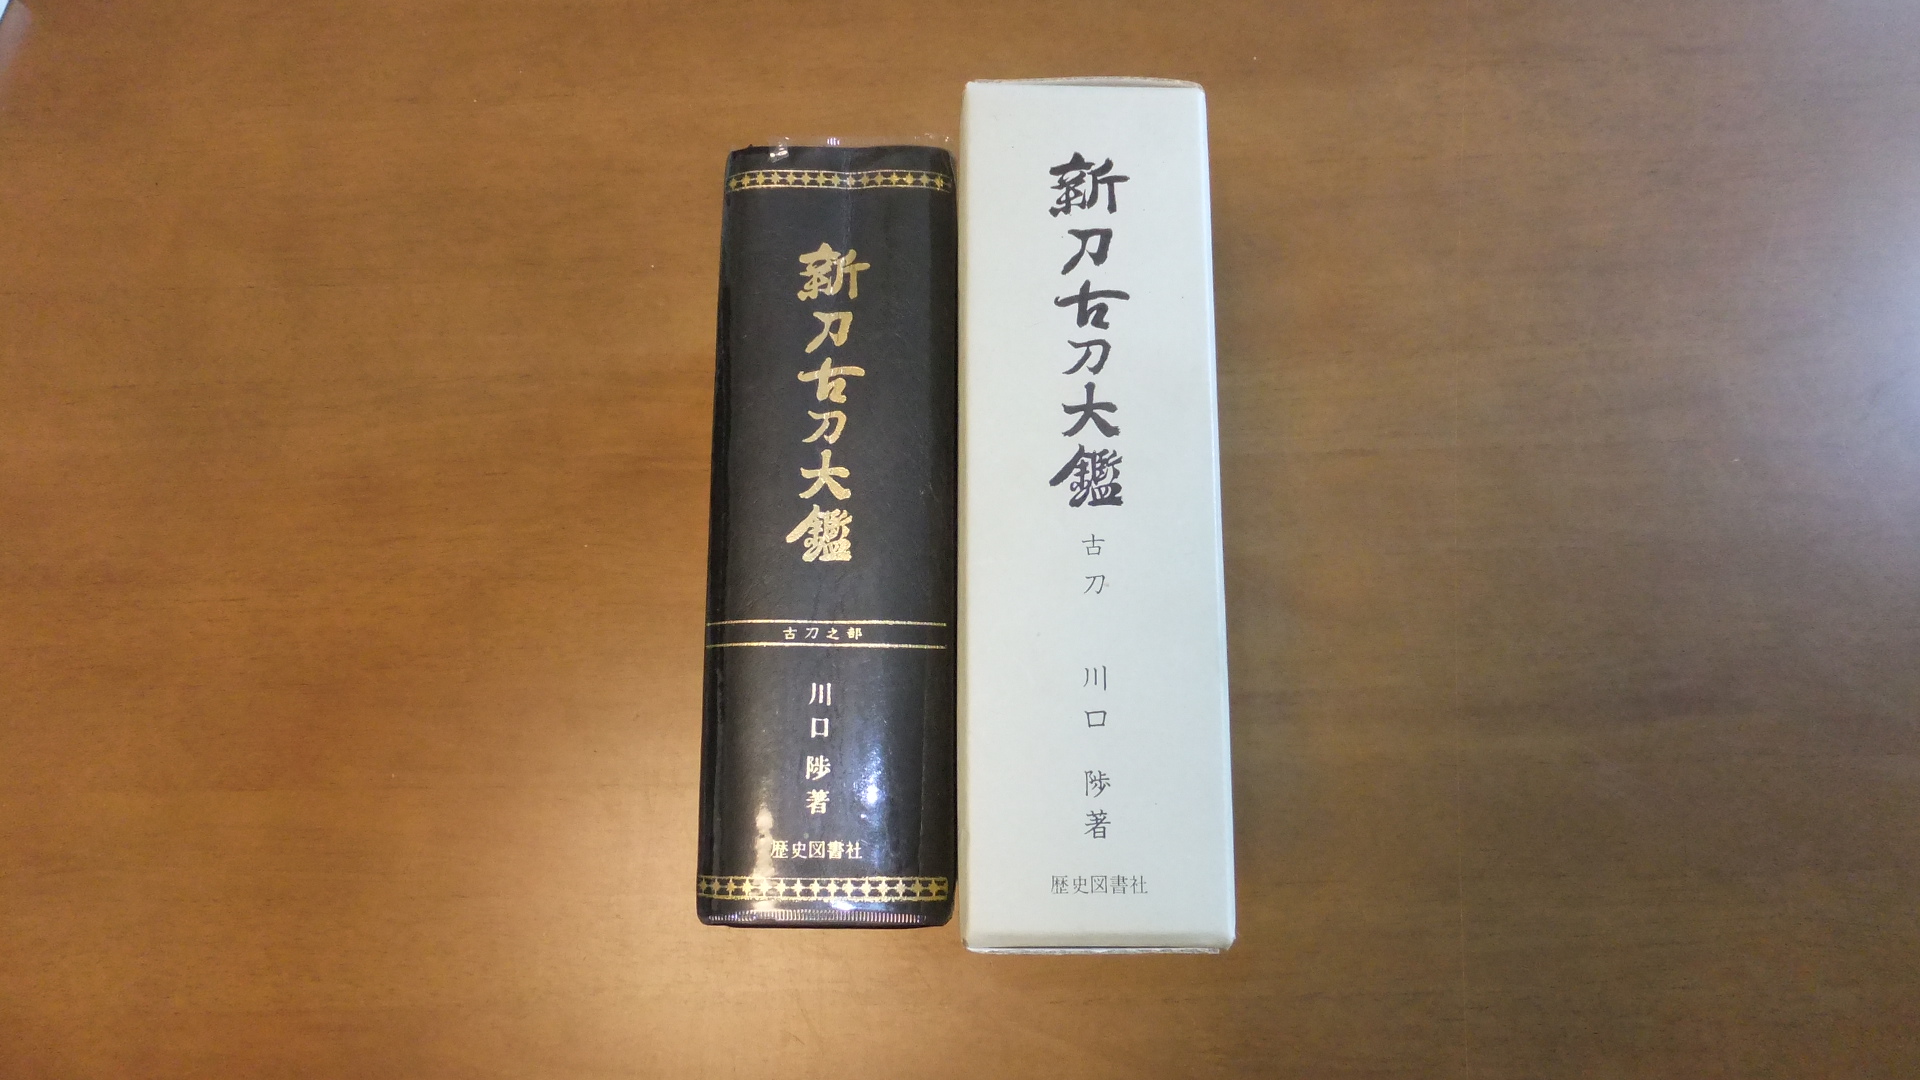 新刀古刀大鑑
古刀之部
川口陟著
歴史図書社
新刀古刀大鑑
古刀
川口 陟著
歴史図書社